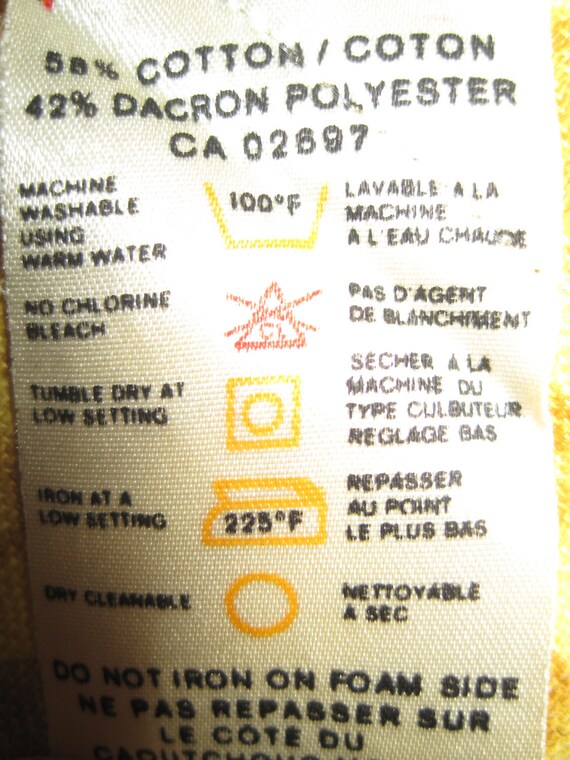 58% COTTON / COTON
42% DACRON POLYESTER
CA 02697
MACHINE
WASHABLE
USING
WARM WATER
100°F
LAVABLE A LA
MACHINE
A L'EAU CHAUDE
NO CHLORINE
BLEACH
CL
PAS D'AGENT
DE BLANCHIMENT
TUMBLE DRY AT
LOW SETTING
SECHER A LA
MACHINE DU
TYPE CULBUTEUR
REGLAGE BAS
IRON AT A
LOW SETTING
225°F
REPASSER
AU POINT
LE PLUS BAS
DRY CLEANABLE
NETTOYABLE
A SEC
DO NOT IRON ON FOAM SIDE
NE PAS REPASSER SUR
LE COTE DU